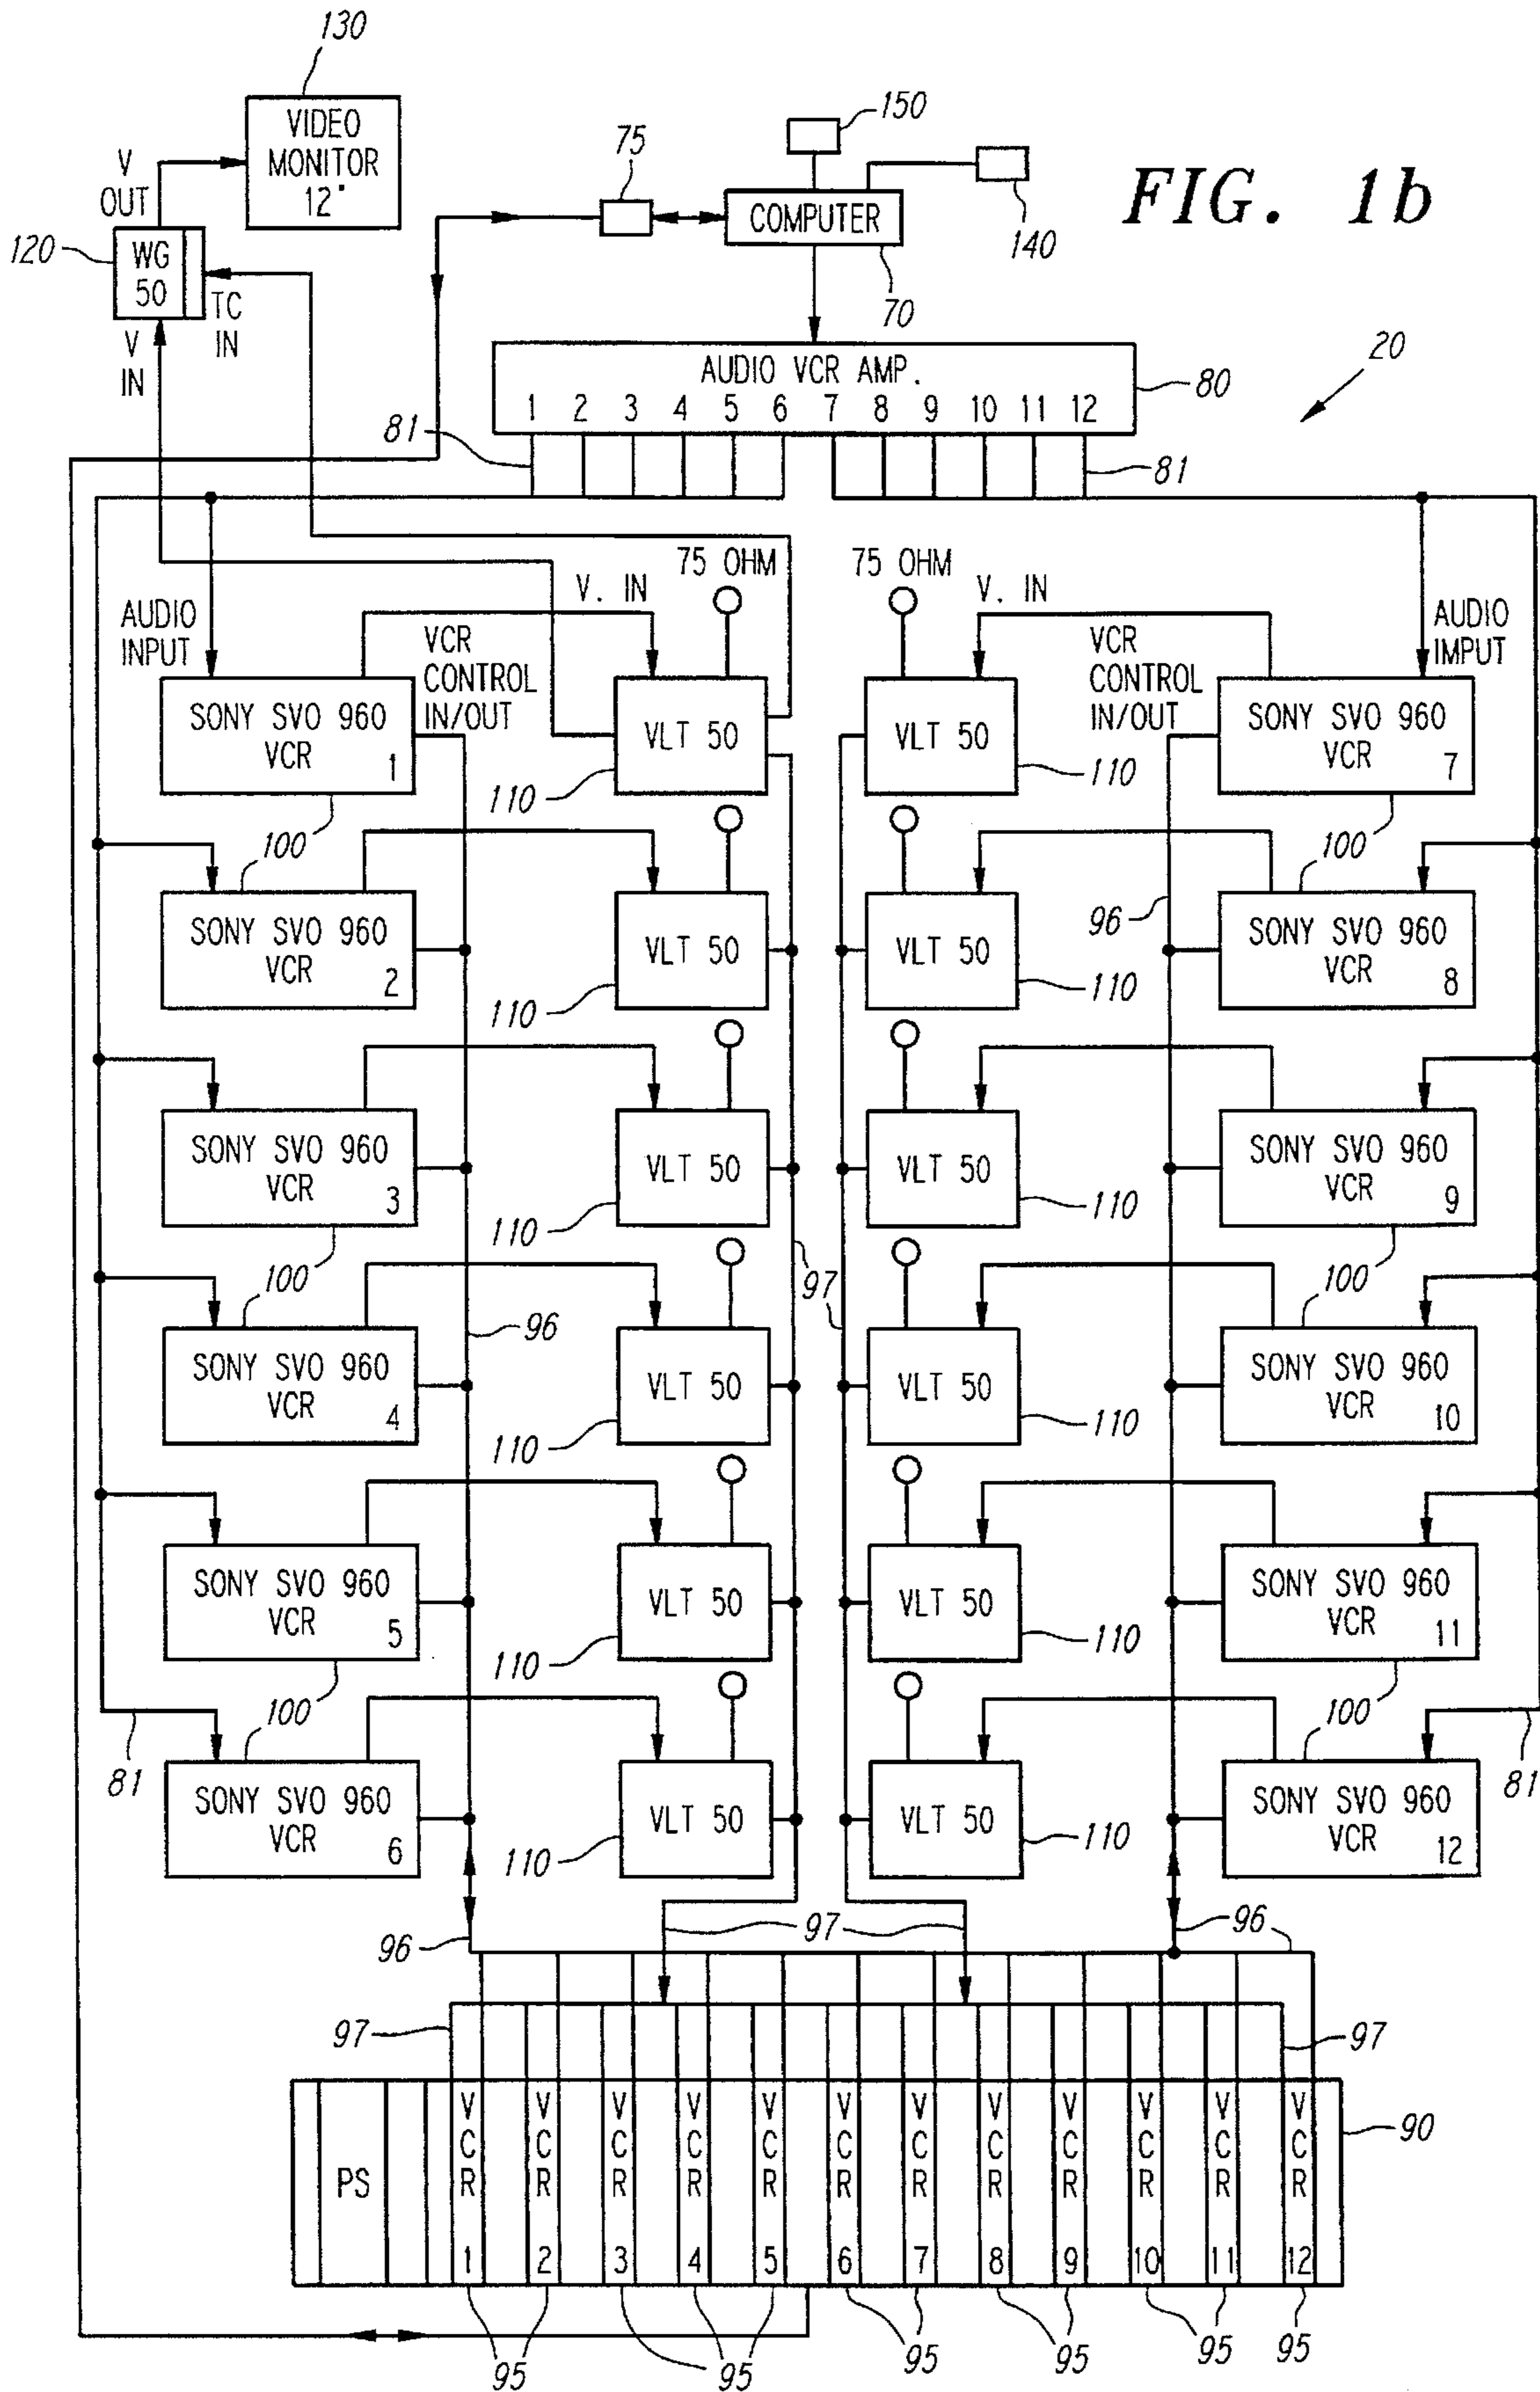 130
VIDEO
MONITOR
12"
V
OUT
120
WG
50
TC
IN
V
IN
75
150
140
COMPUTER
70
FIG. 1b
20
AUDIO VCR AMP.
1 2 3 4 5 6 7 8 9 10 11 12
80
81
81
75 OHM
75 OHM
V. IN
V. IN
AUDIO
INPUT
VCR
CONTROL
IN/OUT
VCR
CONTROL
IN/OUT
AUDIO
IMPUT
SONY SVO 960
VCR
1
VLT 50
VLT 50
SONY SVO 960
VCR
7
110
110
100
100
96
SONY SVO 960
VCR
2
VLT 50
VLT 50
SONY SVO 960
VCR
8
110
110
SONY SVO 960
VCR
3
VLT 50
VLT 50
SONY SVO 960
VCR
9
110
110
100
97
100
96
SONY SVO 960
VCR
4
VLT 50
VLT 50
SONY SVO 960
VCR
10
110
110
SONY SVO 960
VCR
5
VLT 50
VLT 50
SONY SVO 960
VCR
11
110
110
100
100
81
81
SONY SVO 960
VCR
6
VLT 50
VLT 50
SONY SVO 960
VCR
12
110
110
96
97
96
97
97
PS
VCR 1
VCR 2
VCR 3
VCR 4
VCR 5
VCR 6
VCR 7
VCR 8
VCR 9
VCR 10
VCR 11
VCR 12
90
95
95
95
95
95
95
95